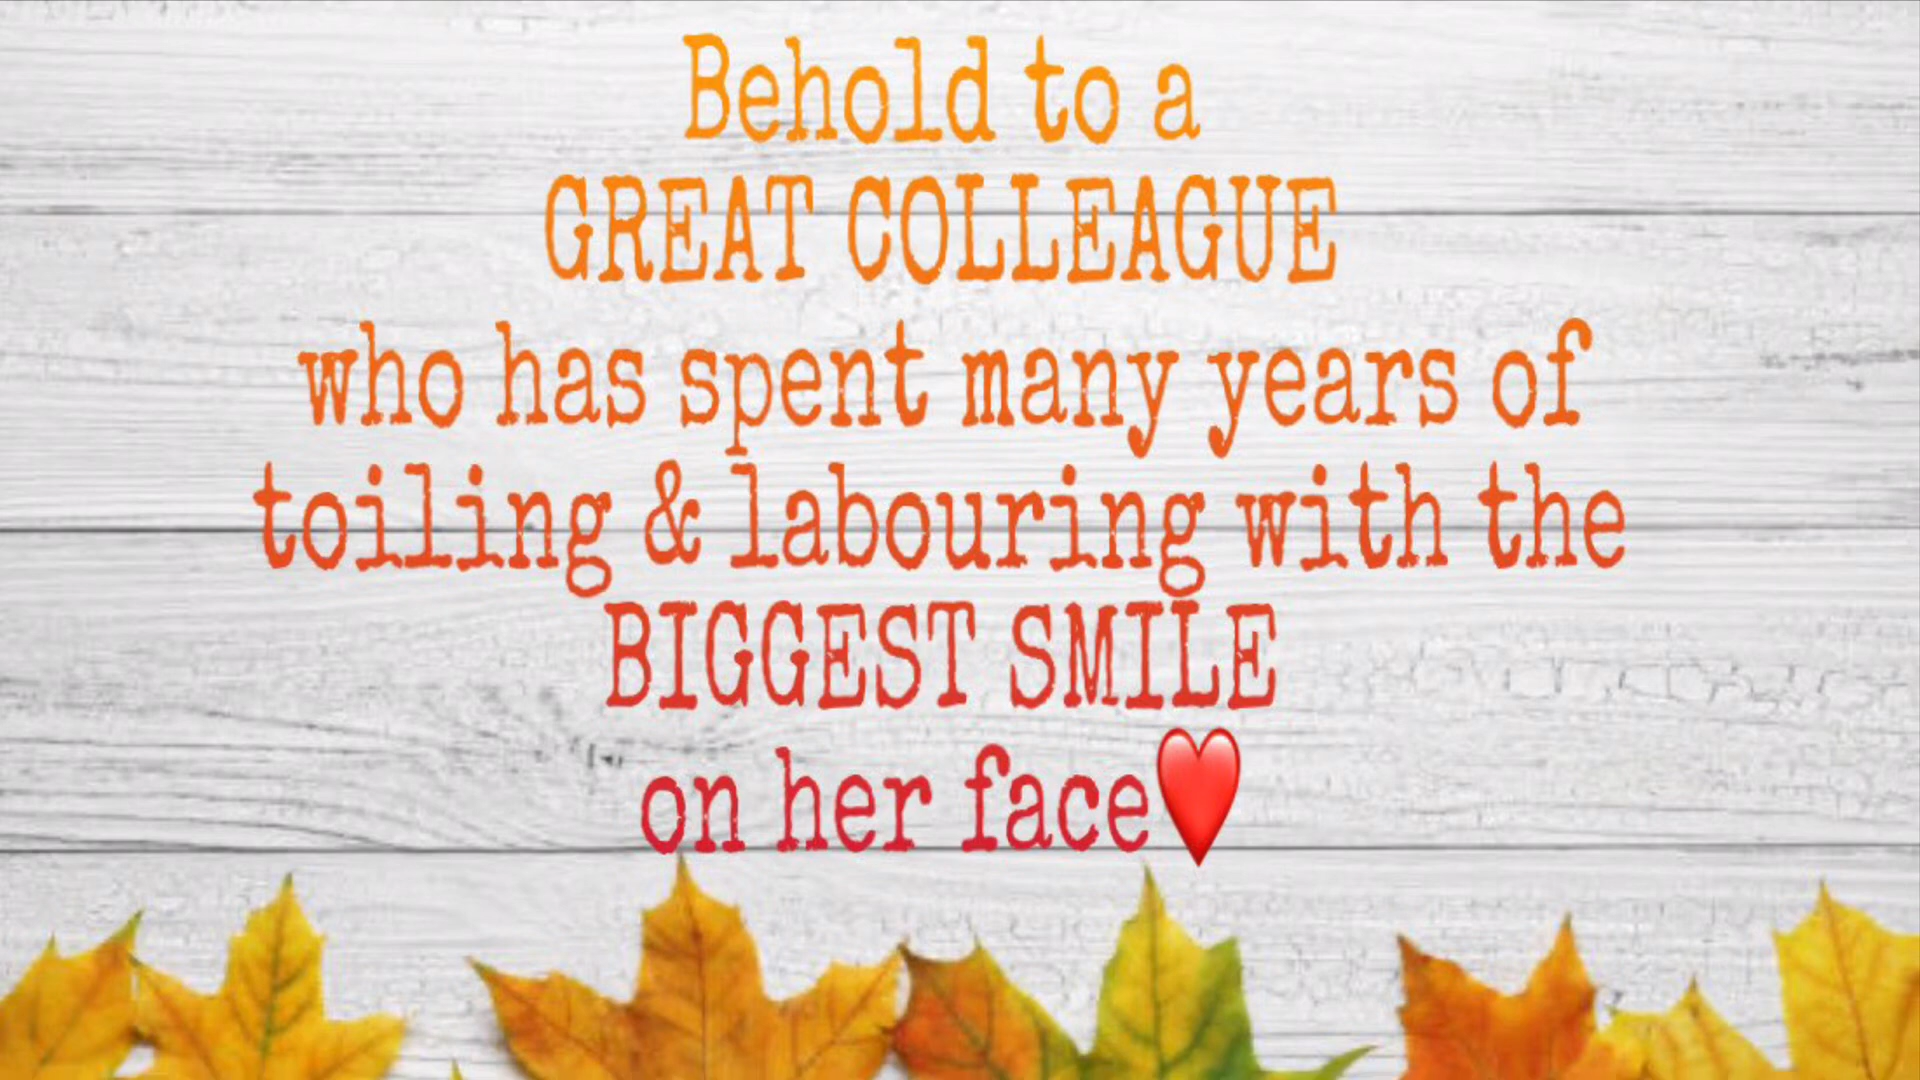 Behold to a
GREAT COLLEAGUE
who has spent many years of
toiling & labouring with the
BIGGEST SMILE
on her face❤️